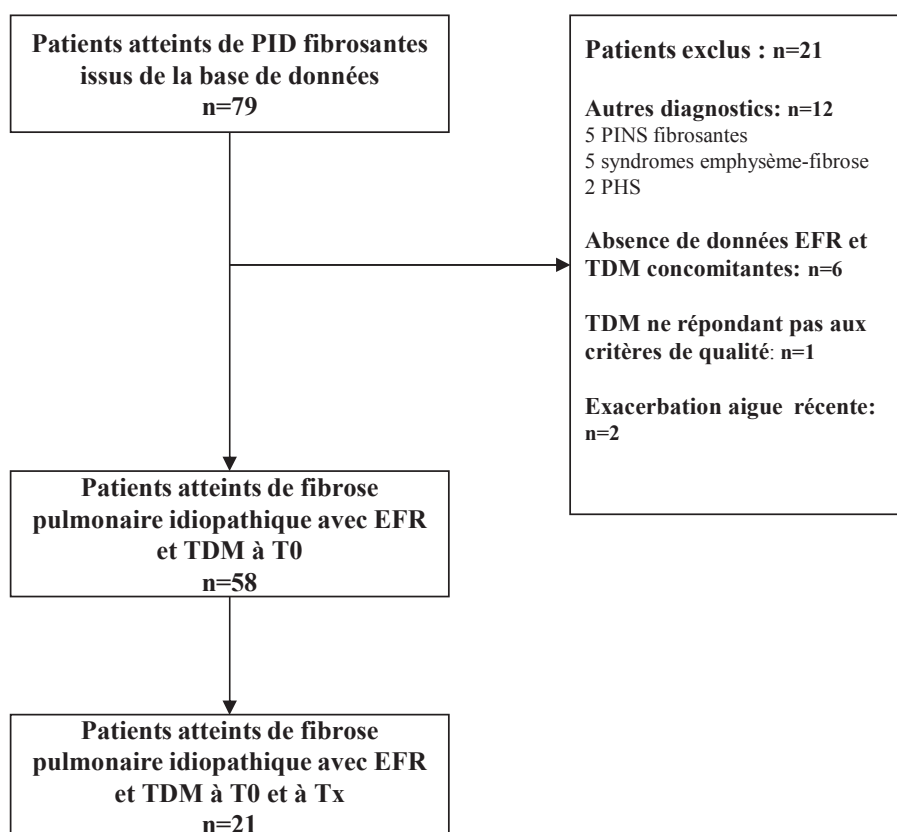 Patients atteints de PID fibrosantes
issus de la base de données
n=79
Patients exclus : n=21
Autres diagnostics: n=12
5 PINS fibrosantes
5 syndromes emphysème-fibrose
2 PHS
Absence de données EFR et
TDM concomitantes: n=6
TDM ne répondant pas aux
critères de qualité: n=1
Exacerbation aigue récente:
n=2
Patients atteints de fibrose
pulmonaire idiopathique avec EFR
et TDM à T0
n=58
Patients atteints de fibrose
pulmonaire idiopathique avec EFR
et TDM à T0 et à Tx
n=21